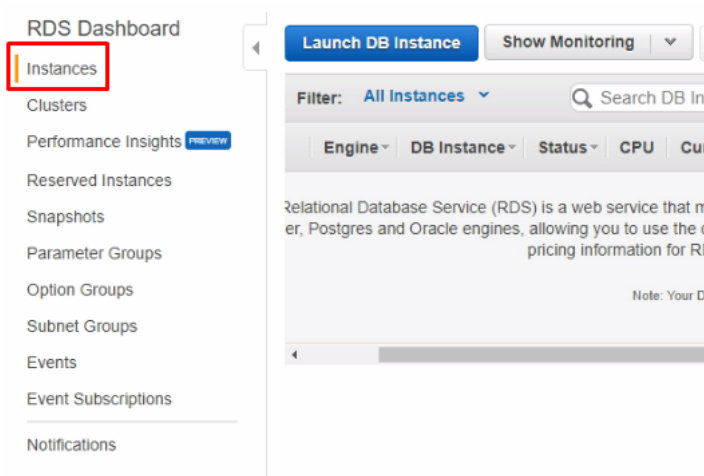 RDS Dashboard
Instances
Clusters
Performance Insights PREVIEW
Reserved Instances
Snapshots
Parameter Groups
Option Groups
Subnet Groups
Events
Event Subscriptions
Notifications
Launch DB Instance Show Monitoring
Filter: All Instances Search DB In
Engine DB Instance Status CPU Cu
Relational Database Service (RDS) is a web service that m
er, Postgres and Oracle engines, allowing you to use the
pricing information for R
Note: Your D